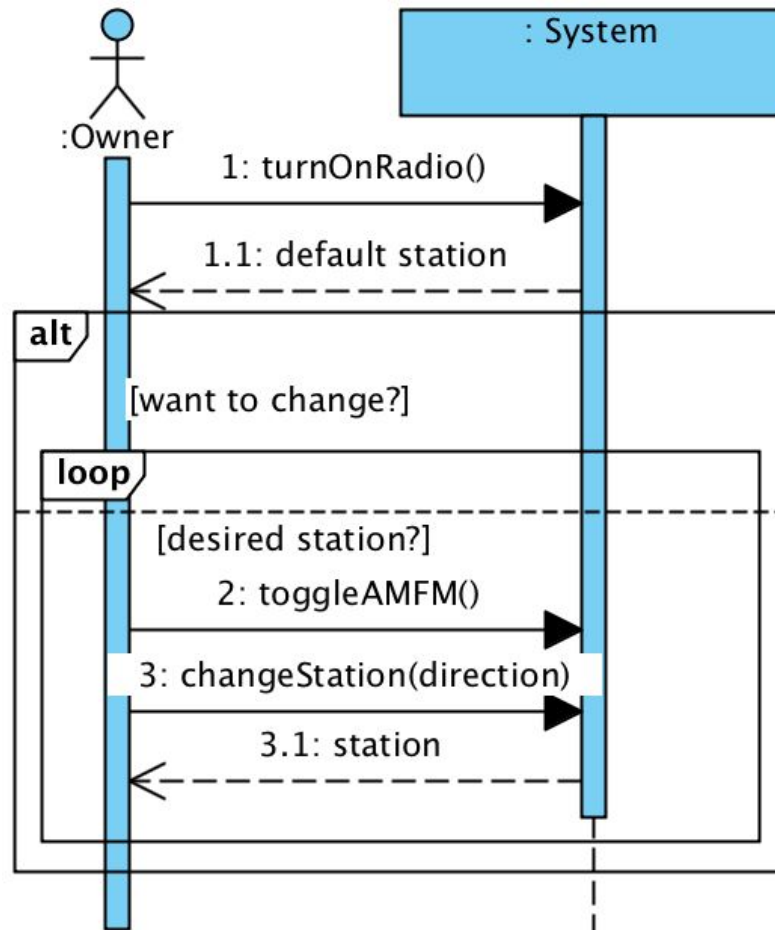 : System
:Owner
1: turnOnRadio()
1.1: default station
alt
[want to change?]
loop
[desired station?]
2: toggleAMFM()
3: changeStation(direction)
3.1: station